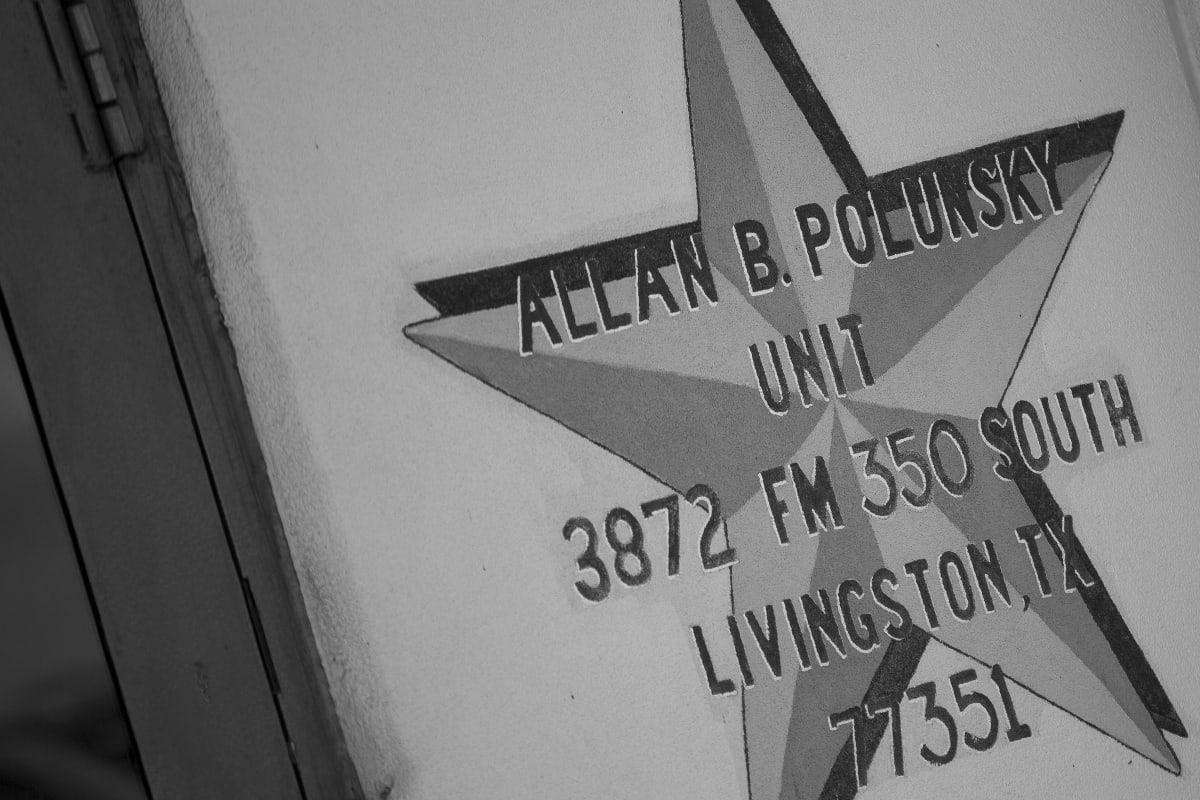 ALLAN B. POLUNSKY
UNIT
3872 FM 350 SOUTH
LIVINGSTON, TX
77351